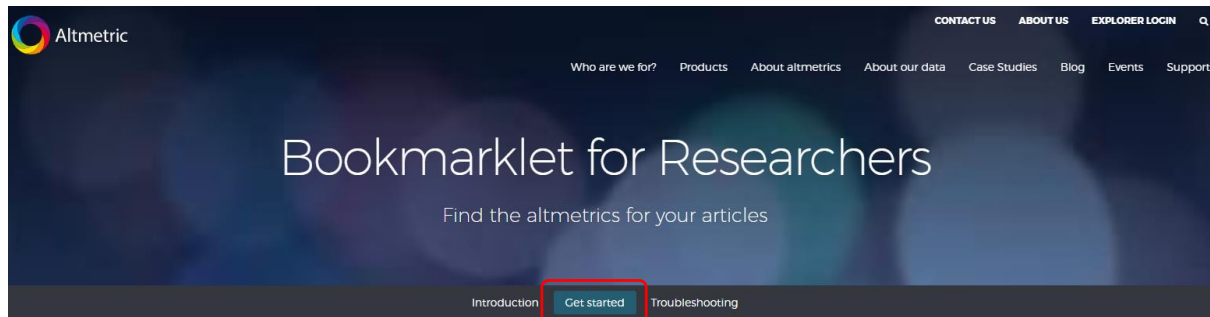 CONTACT US ABOUT US EXPLORER LOGIN
Altmetric
Who are we for? Products About altmetrics About our data Case Studies Blog Events Support
Bookmarklet for Researchers
Find the altmetrics for your articles
Introduction Get started Troubleshooting